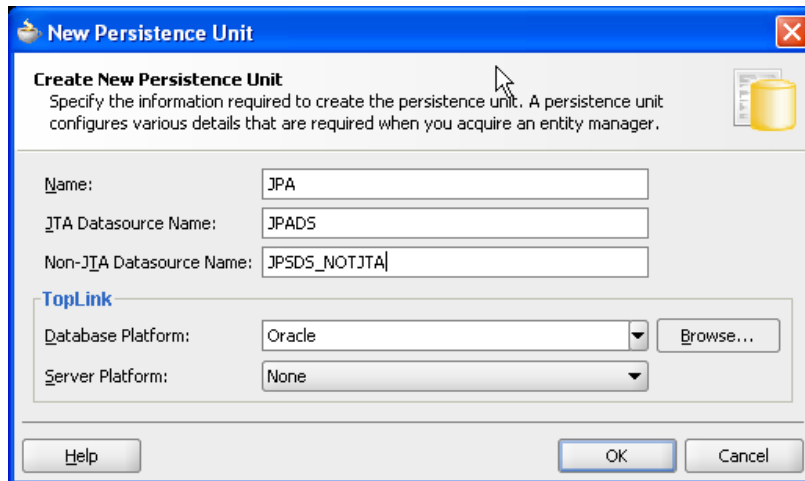 New Persistence Unit
Create New Persistence Unit
Specify the information required to create the persistence unit. A persistence unit
configures various details that are required when you acquire an entity manager.
Name: JPA
JTA Datasource Name: JPADS
Non-JTA Datasource Name: JPSDS_NOTJTA
TopLink
Database Platform: Oracle Browse...
Server Platform: None
Help OK Cancel